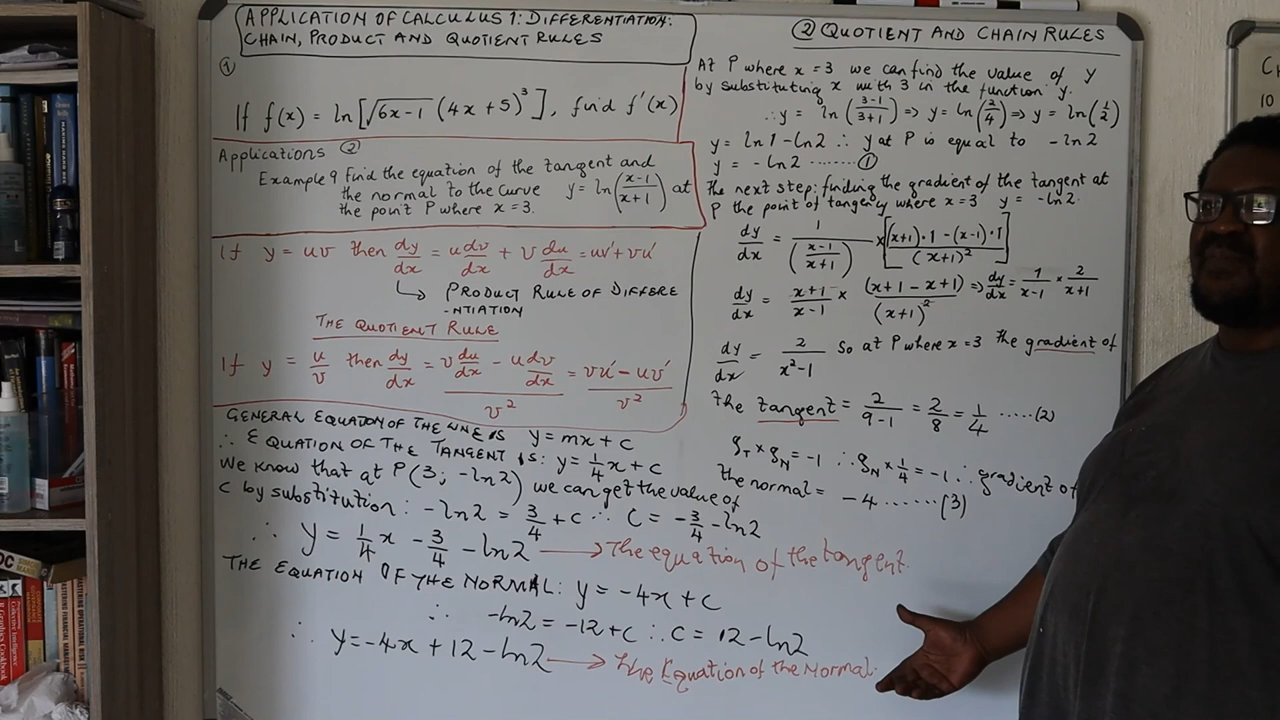 APPLICATION OF CALCULUS 1: DIFFERENTIATION:
CHAIN, PRODUCT AND QUOTIENT RULES
①
If f(x) = ln[√6x-1 (4x+5)³], find f'(x)
Applications ②
Example 9 Find the equation of the tangent and
the normal to the curve y = ln(x-1/x+1) at
the point P where x = 3.
If y = uv then dy/dx = u dv/dx + v du/dx = uv' + vu'
PRODUCT RULE OF DIFFERE
-NTIATION
THE QUOTIENT RULE
If y = u/v then dy/dx = v du/dx - u dv/dx / v² = vu' - uv' / v²
GENERAL EQUATION OF THE LINE IS y = mx + c
∴ EQUATION OF THE TANGENT IS: y = 1/4 x + c
We know that at P(3; -ln2) we can get the value of
c by substitution: -ln2 = 3/4 + c ∴ c = -3/4 - ln2
∴ y = 1/4 x - 3/4 - ln2 → The equation of the tangent.
THE EQUATION OF THE NORMAL: y = -4x + c
∴ -ln2 = -12 + c ∴ c = 12 - ln2
∴ y = -4x + 12 - ln2 → The Equation of the Normal.
② QUOTIENT AND CHAIN RULES
At P where x = 3 we can find the value of y
by substituting x with 3 in the function y.
∴ y = ln(3-1/3+1) ⇒ y = ln(2/4) ⇒ y = ln(1/2)
y = ln1 - ln2 ∴ y at P is equal to -ln2
y = -ln2 ........ ①
The next step: finding the gradient of the tangent at
P the point of tangency where x = 3 y = -ln2.
dy/dx = 1/(x-1/x+1) × [(x+1)·1 - (x-1)·1 / (x+1)²]
dy/dx = x+1/x-1 × (x+1-x+1)/(x+1)² ⇒ dy/dx = 1/x-1 × 2/x+1
dy/dx = 2/x²-1 So at P where x = 3 the gradient of
the tangent = 2/9-1 = 2/8 = 1/4 ..... (2)
g_T × g_N = -1 ∴ g_N × 1/4 = -1 ∴ gradient of
the normal = -4 ....... (3)
10